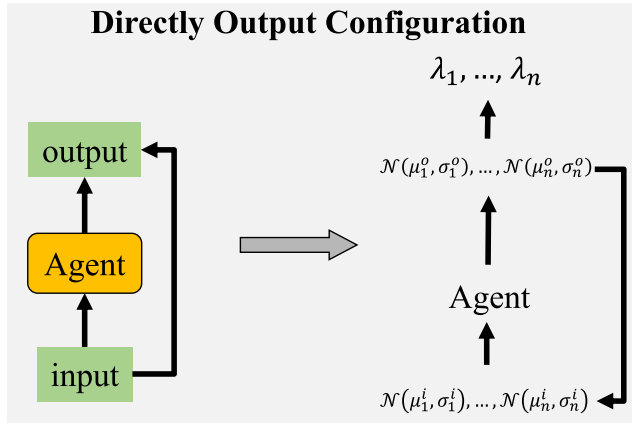 Directly Output Configuration
output
Agent
input
λ₁, ..., λₙ
𝒩(μ₁ᵒ, σ₁ᵒ), ... , 𝒩(μₙᵒ, σₙᵒ)
Agent
𝒩(μ₁ⁱ, σ₁ⁱ), ... , 𝒩(μₙⁱ, σₙⁱ)